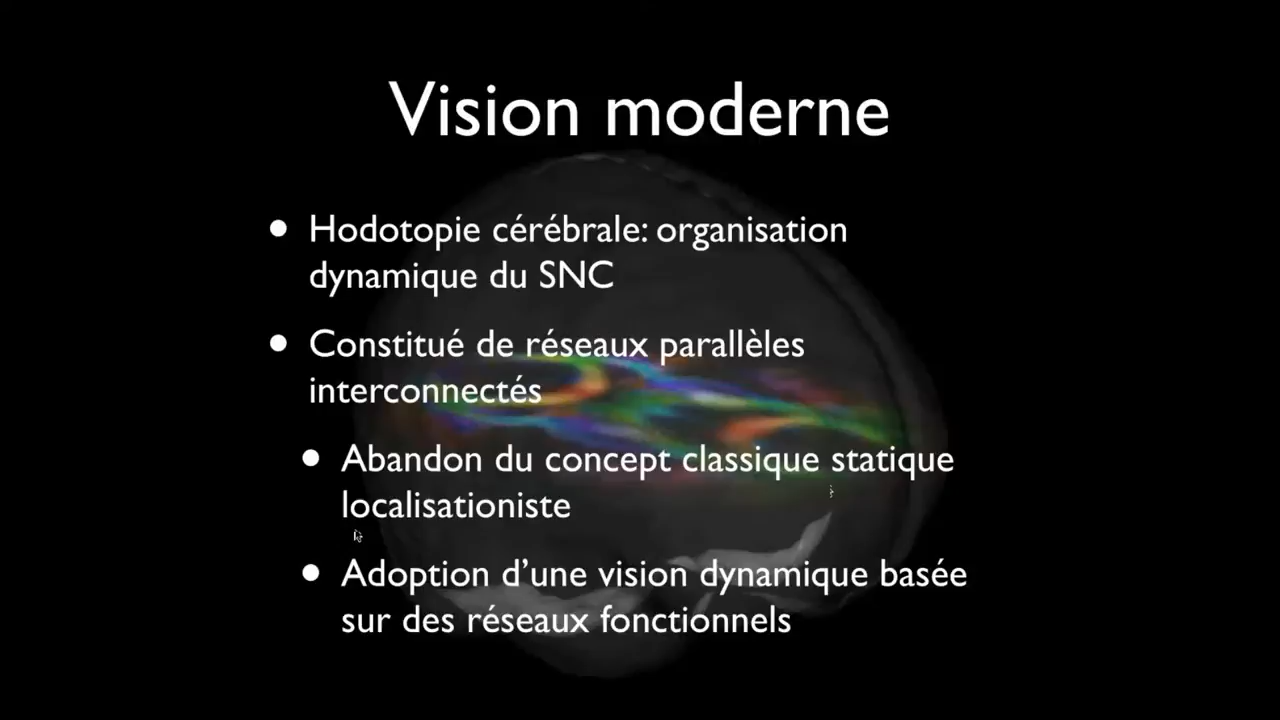 Vision moderne
• Hodotopie cérébrale: organisation
dynamique du SNC
• Constitué de réseaux parallèles
interconnectés
• Abandon du concept classique statique
localisationiste
• Adoption d’une vision dynamique basée
sur des réseaux fonctionnels